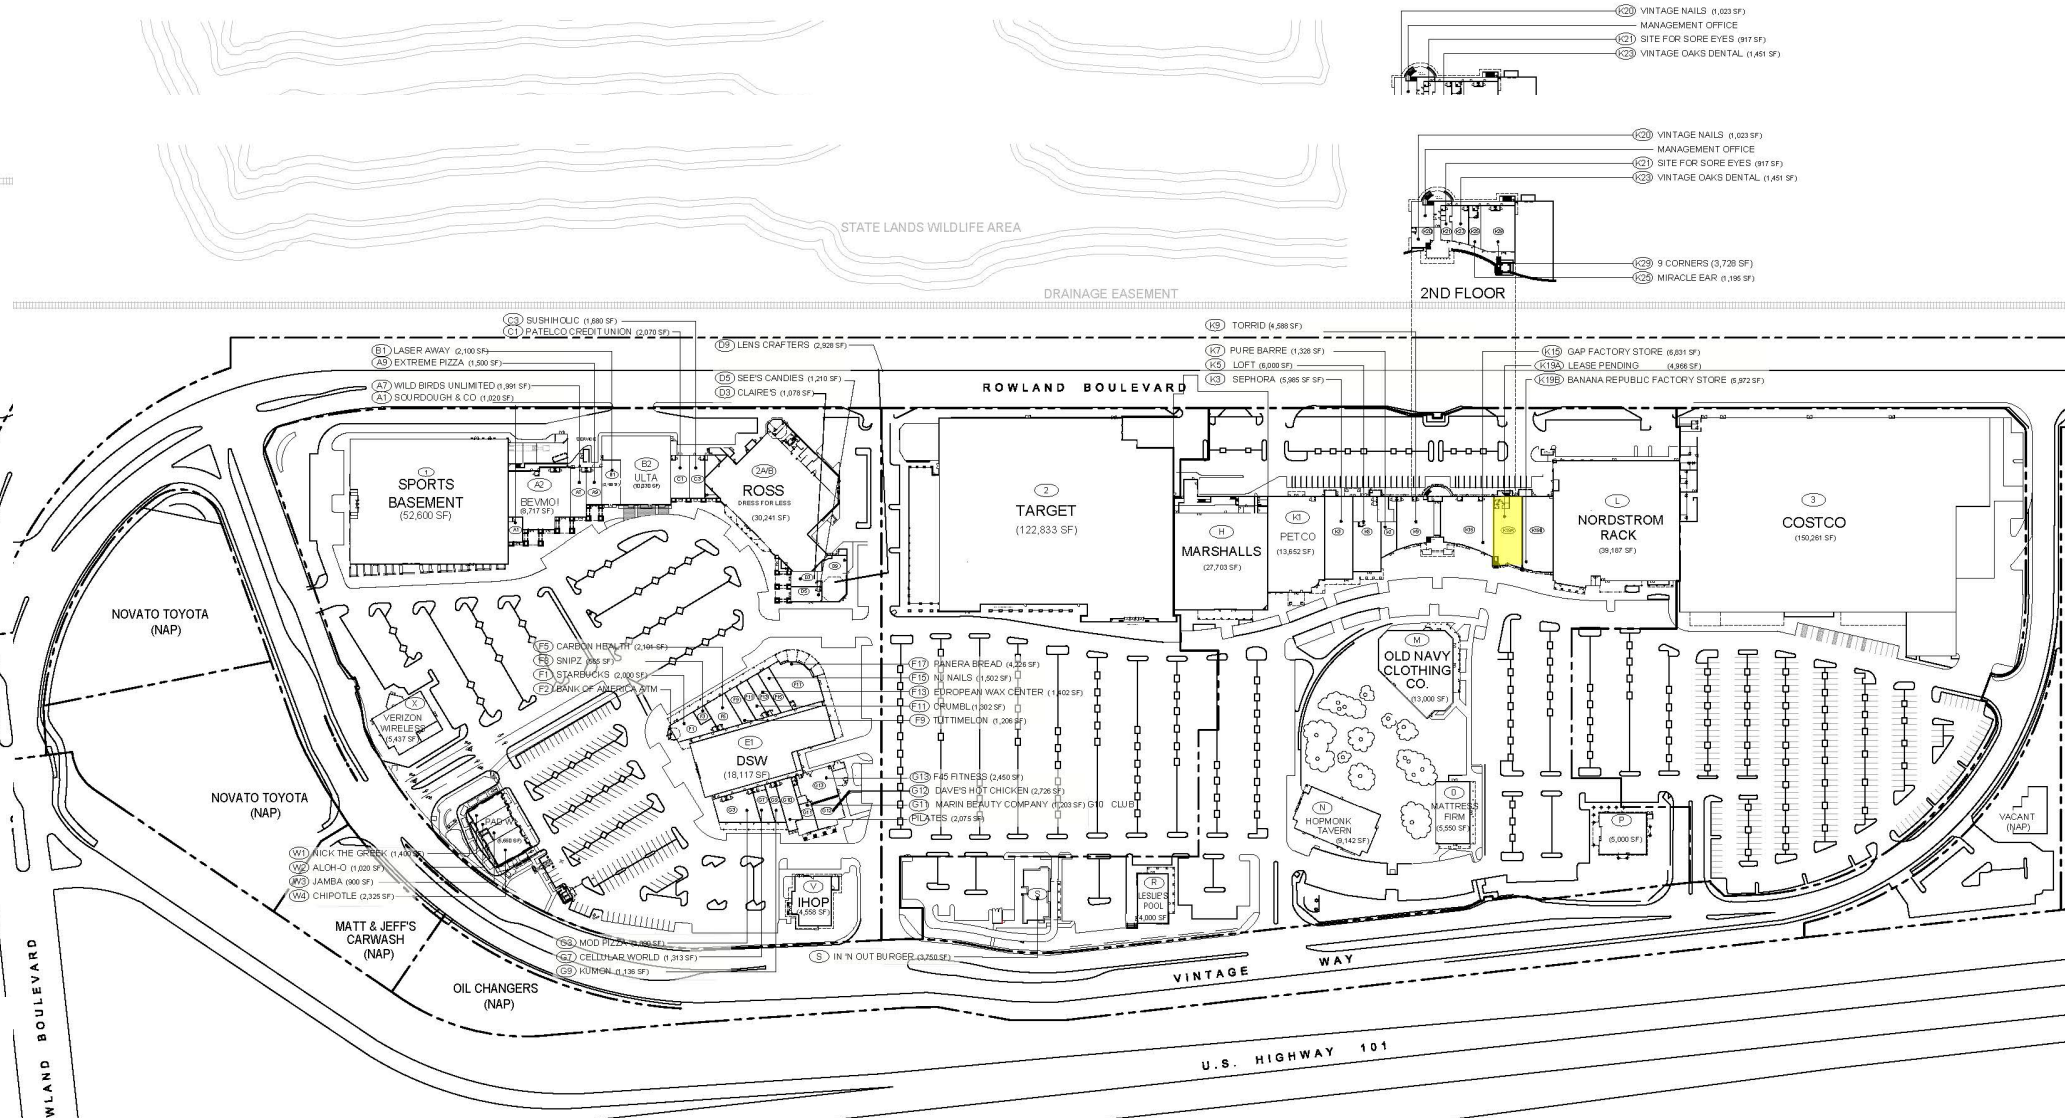 K20 VINTAGE NAILS (1,023 SF)
MANAGEMENT OFFICE
K21 SITE FOR SORE EYES (917 SF)
K23 VINTAGE OAKS DENTAL (1,451 SF)
K20 VINTAGE NAILS (1,023 SF)
MANAGEMENT OFFICE
K21 SITE FOR SORE EYES (917 SF)
K23 VINTAGE OAKS DENTAL (1,451 SF)
STATE LANDS WILDLIFE AREA
K29 9 CORNERS (3,728 SF)
K25 MIRACLE EAR (1,195 SF)
DRAINAGE EASEMENT
2ND FLOOR
C3 SUSHIHOLIC (1,680 SF)
C1 PATELCO CREDIT UNION (2,070 SF)
B1 LASER AWAY (2,100 SF)
A9 EXTREME PIZZA (1,500 SF)
A7 WILD BIRDS UNLIMITED (1,991 SF)
A1 SOURDOUGH & CO (1,020 SF)
D9 LENS CRAFTERS (2,928 SF)
D5 SEE'S CANDIES (1,210 SF)
D3 CLAIRE'S (1,078 SF)
K9 TORRID (4,588 SF)
K7 PURE BARRE (1,328 SF)
K5 LOFT (6,000 SF)
K3 SEPHORA (5,985 SF SF)
K15 GAP FACTORY STORE (6,831 SF)
K19A LEASE PENDING (4,966 SF)
K19B BANANA REPUBLIC FACTORY STORE (5,972 SF)
ROWLAND BOULEVARD
1
SPORTS
BASEMENT
(52,600 SF)
A2
BEVMO!
(8,717 SF)
B2
ULTA
2A/B
ROSS
DRESS FOR LESS
(30,241 SF)
2
TARGET
(122,833 SF)
H
MARSHALLS
(27,703 SF)
K1
PETCO
(13,652 SF)
L
NORDSTROM
RACK
(39,187 SF)
3
COSTCO
(150,261 SF)
NOVATO TOYOTA
(NAP)
F5 CARBON HEALTH (2,191 SF)
F3 SNIPZ
F1 STARBUCKS (2,000 SF)
F2 BANK OF AMERICA ATM
F17 PANERA BREAD (4,226 SF)
F15 NJ NAILS (1,502 SF)
F13 EUROPEAN WAX CENTER (1,402 SF)
F11 CRUMBL (1,302 SF)
F9 TUTTIMELON (1,206 SF)
M
OLD NAVY
CLOTHING
CO.
(13,000 SF)
X
VERIZON
WIRELESS
(5,437 SF)
E1
DSW
(18,117 SF)
G13 F45 FITNESS (2,450 SF)
G12 DAVE'S HOT CHICKEN (2,726 SF)
G11 MARIN BEAUTY COMPANY (1,203 SF) G10 CLUB
PILATES (2,075 SF)
NOVATO TOYOTA
(NAP)
PAD W
N
HOPMONK
TAVERN
(9,142 SF)
O
MATTRESS
FIRM
(5,550 SF)
P
(5,000 SF)
VACANT
(NAP)
W1 NICK THE GREEK (1,400 SF)
W2 ALOH-O (1,020 SF)
W3 JAMBA (900 SF)
W4 CHIPOTLE (2,325 SF)
V
IHOP
(4,558 SF)
S
R
LESLIE'S
POOL
(4,000 SF
MATT & JEFF'S
CARWASH
(NAP)
G3 MOD PIZZA
G7 CELLULAR WORLD (1,313 SF)
G9 KUMON (1,136 SF)
S IN 'N OUT BURGER (3,750 SF)
OIL CHANGERS
(NAP)
VINTAGE WAY
U.S. HIGHWAY 101
WLAND BOULEVARD